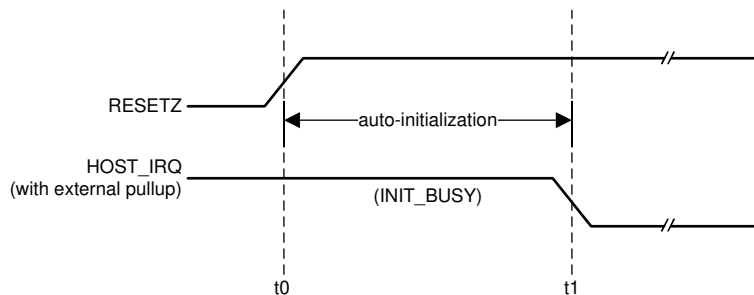 RESETZ
auto-initialization
HOST_IRQ
(with external pullup)
(INIT_BUSY)
t0
t1